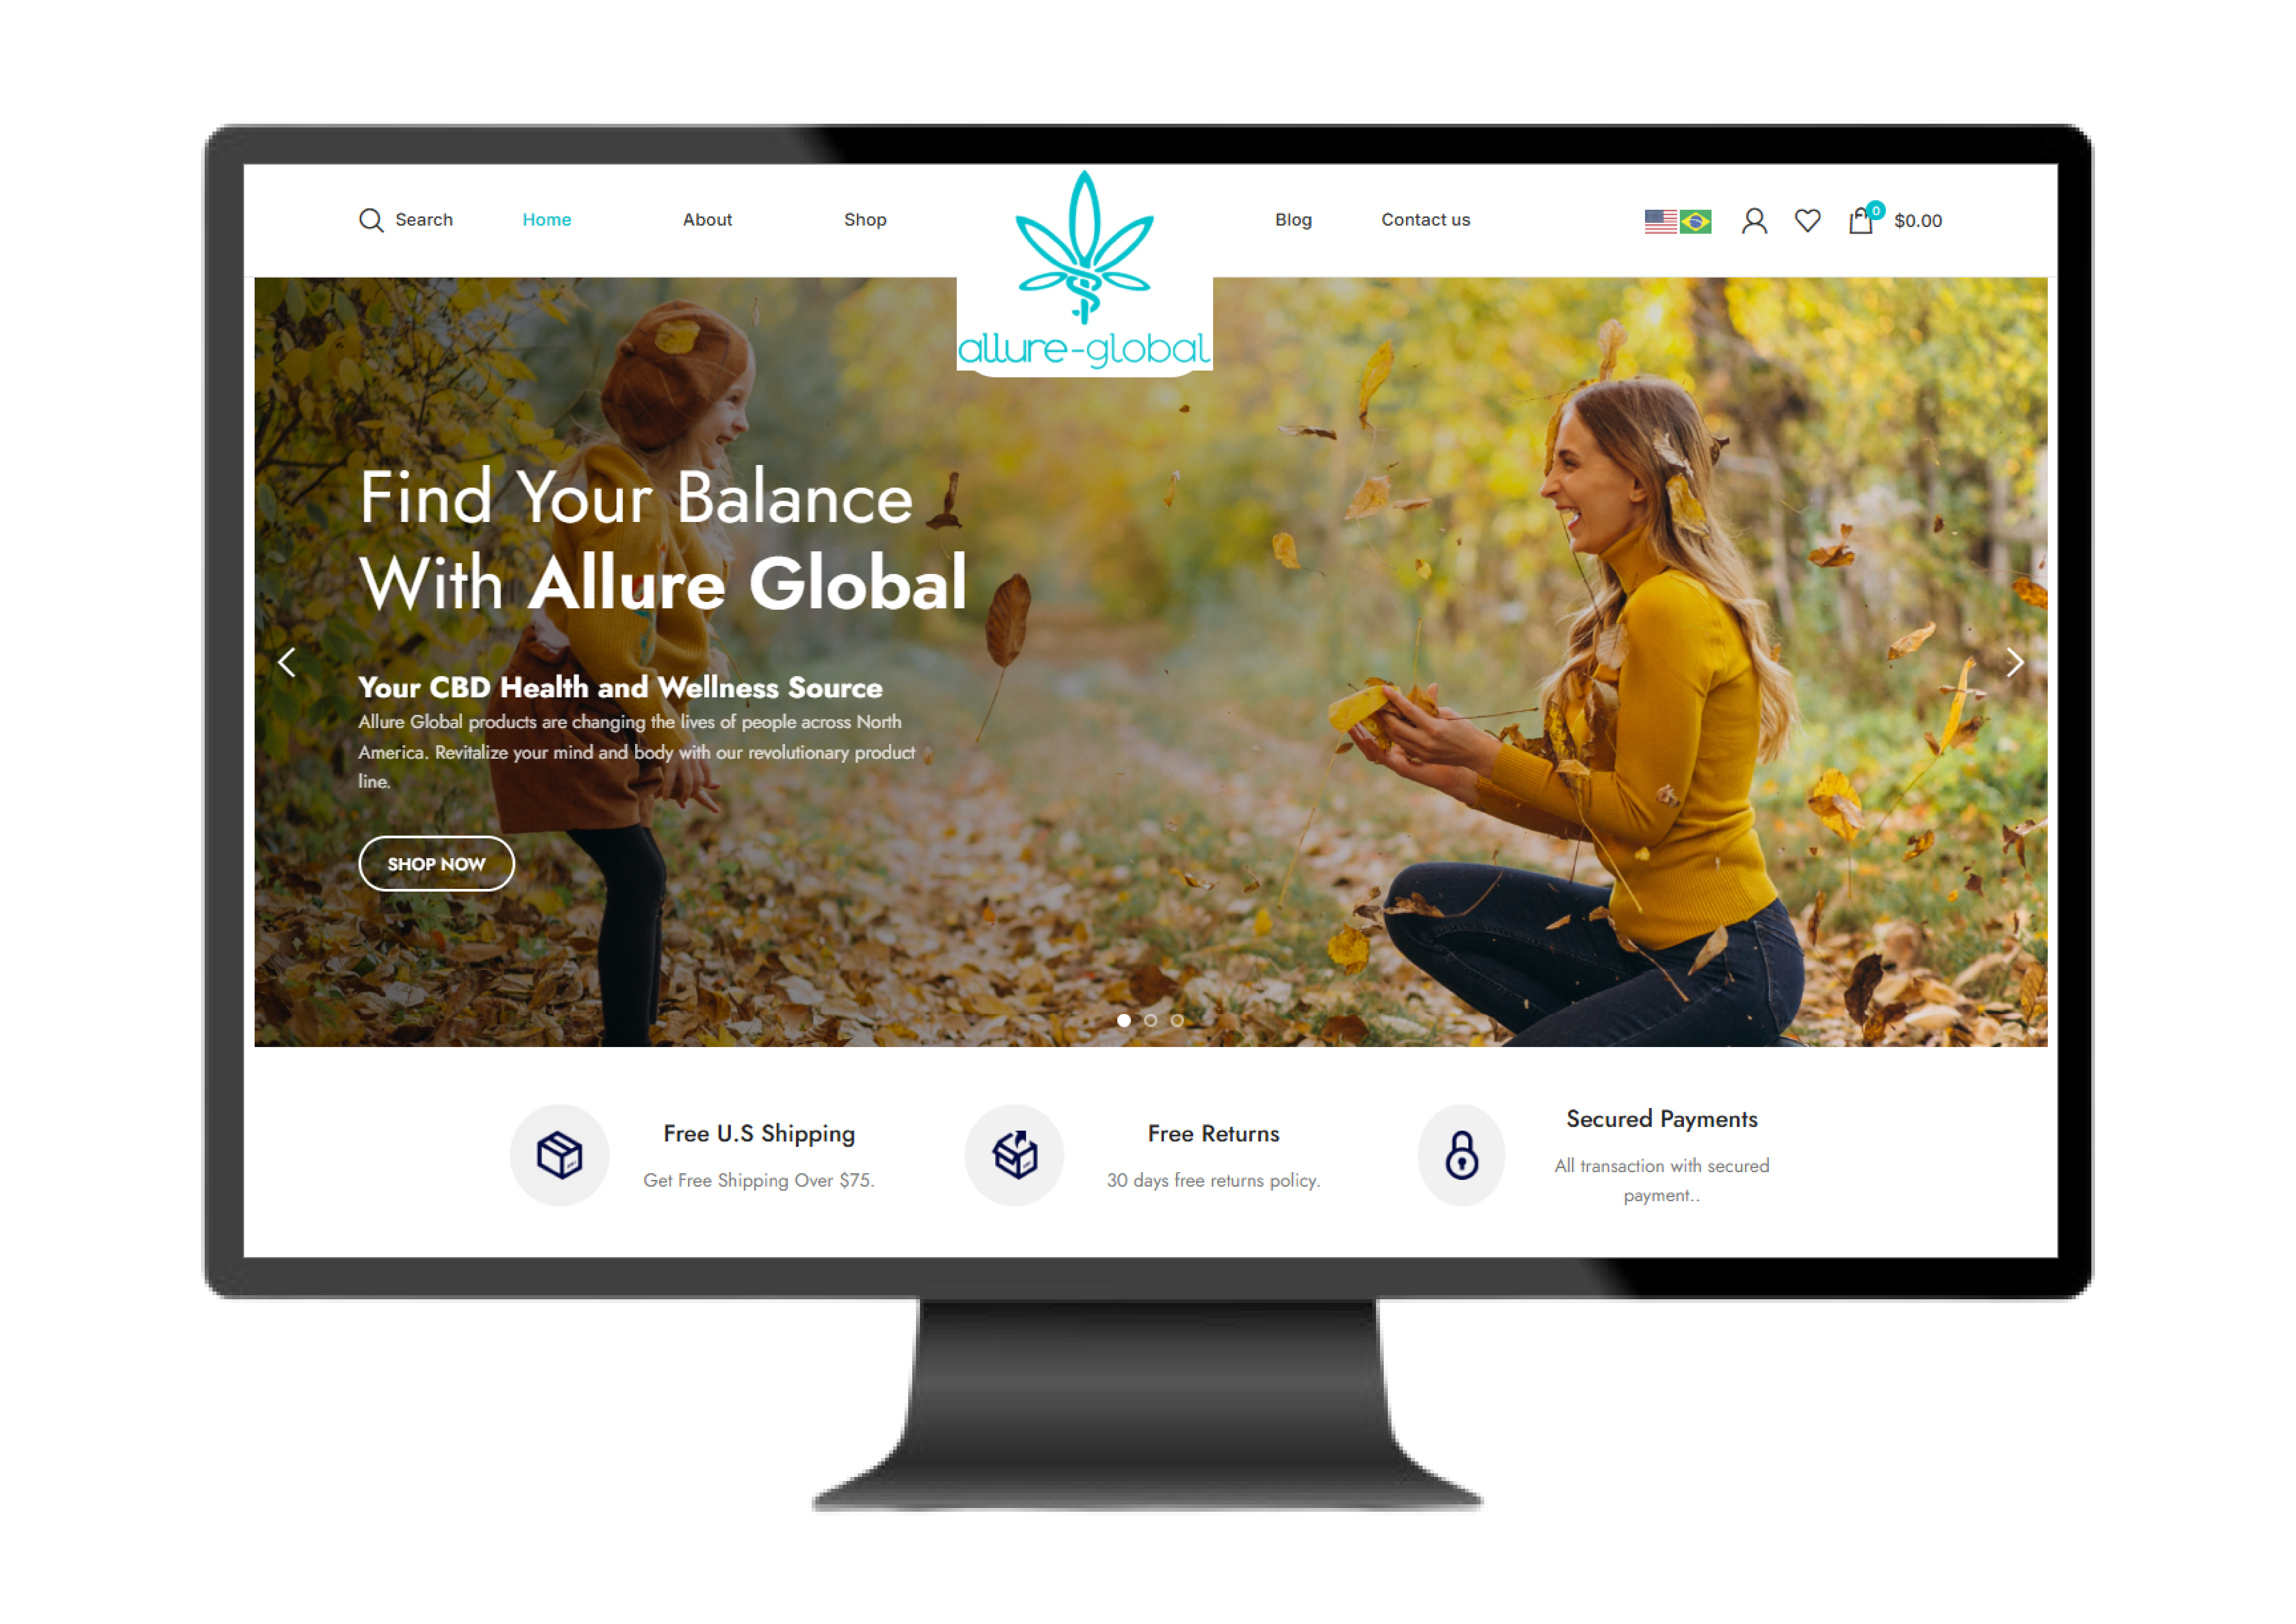 Search
Home
About
Shop
allure-global
Blog
Contact us
0
$0.00
Find Your Balance
With Allure Global
Your CBD Health and Wellness Source
Allure Global products are changing the lives of people across North
America. Revitalize your mind and body with our revolutionary product
line.
SHOP NOW
Free U.S Shipping
Get Free Shipping Over $75.
Free Returns
30 days free returns policy.
Secured Payments
All transaction with secured
payment..